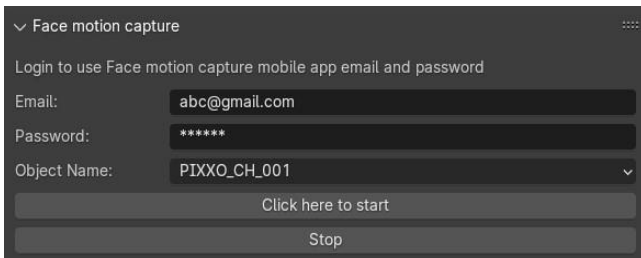 Face motion capture
Login to use Face motion capture mobile app email and password
Email: abc@gmail.com
Password: ******
Object Name: PIXXO_CH_001
Click here to start
Stop